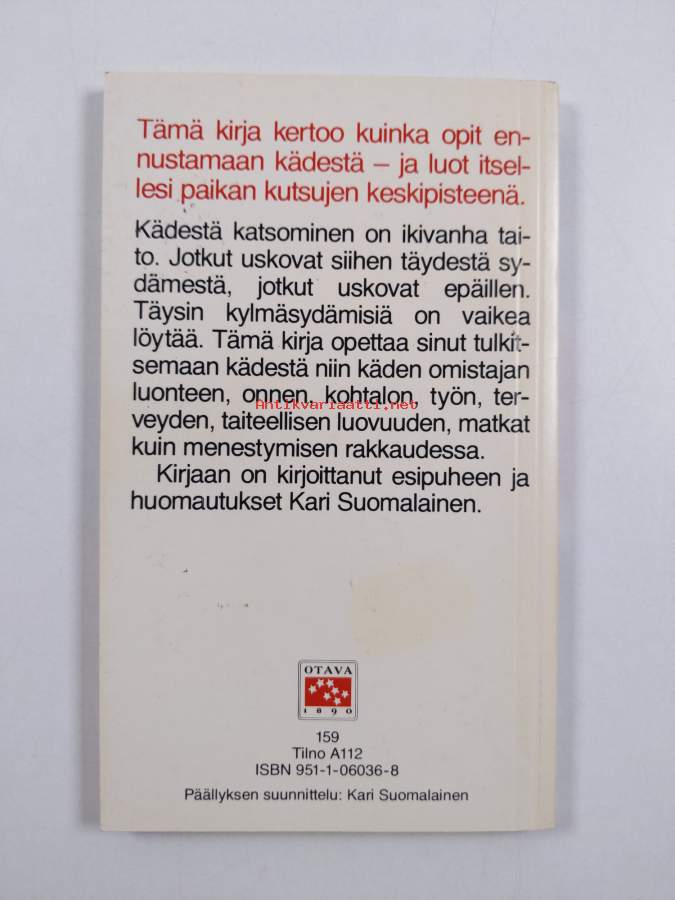 Tämä kirja kertoo kuinka opit en-
nustamaan kädestä – ja luot itsel-
lesi paikan kutsujen keskipisteenä.
Kädestä katsominen on ikivanha tai-
to. Jotkut uskovat siihen täydestä sy-
dämestä, jotkut uskovat epäillen.
Täysin kylmäsydämisiä on vaikea
löytää. Tämä kirja opettaa sinut tulkit-
semaan kädestä niin käden omistajan
luonteen, onnen, kohtalon, työn, ter-
Antikvariaatti.net
veyden, taiteellisen luovuuden, matkat
kuin menestymisen rakkaudessa.
Kirjaan on kirjoittanut esipuheen ja
huomautukset Kari Suomalainen.
OTAVA
1890
159
Tilno A112
ISBN 951-1-06036-8
Päällyksen suunnittelu: Kari Suomalainen